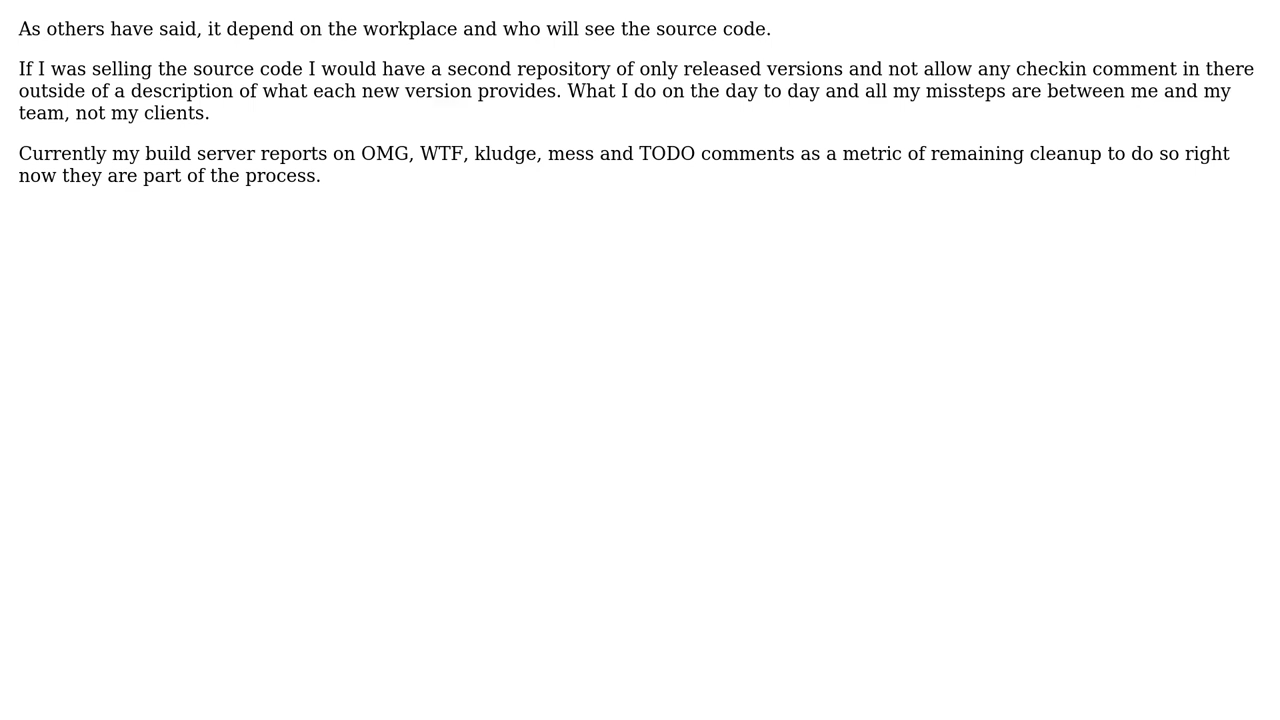 As others have said, it depend on the workplace and who will see the source code.
If I was selling the source code I would have a second repository of only released versions and not allow any checkin comment in there
outside of a description of what each new version provides. What I do on the day to day and all my missteps are between me and my
team, not my clients.
Currently my build server reports on OMG, WTF, kludge, mess and TODO comments as a metric of remaining cleanup to do so right
now they are part of the process.